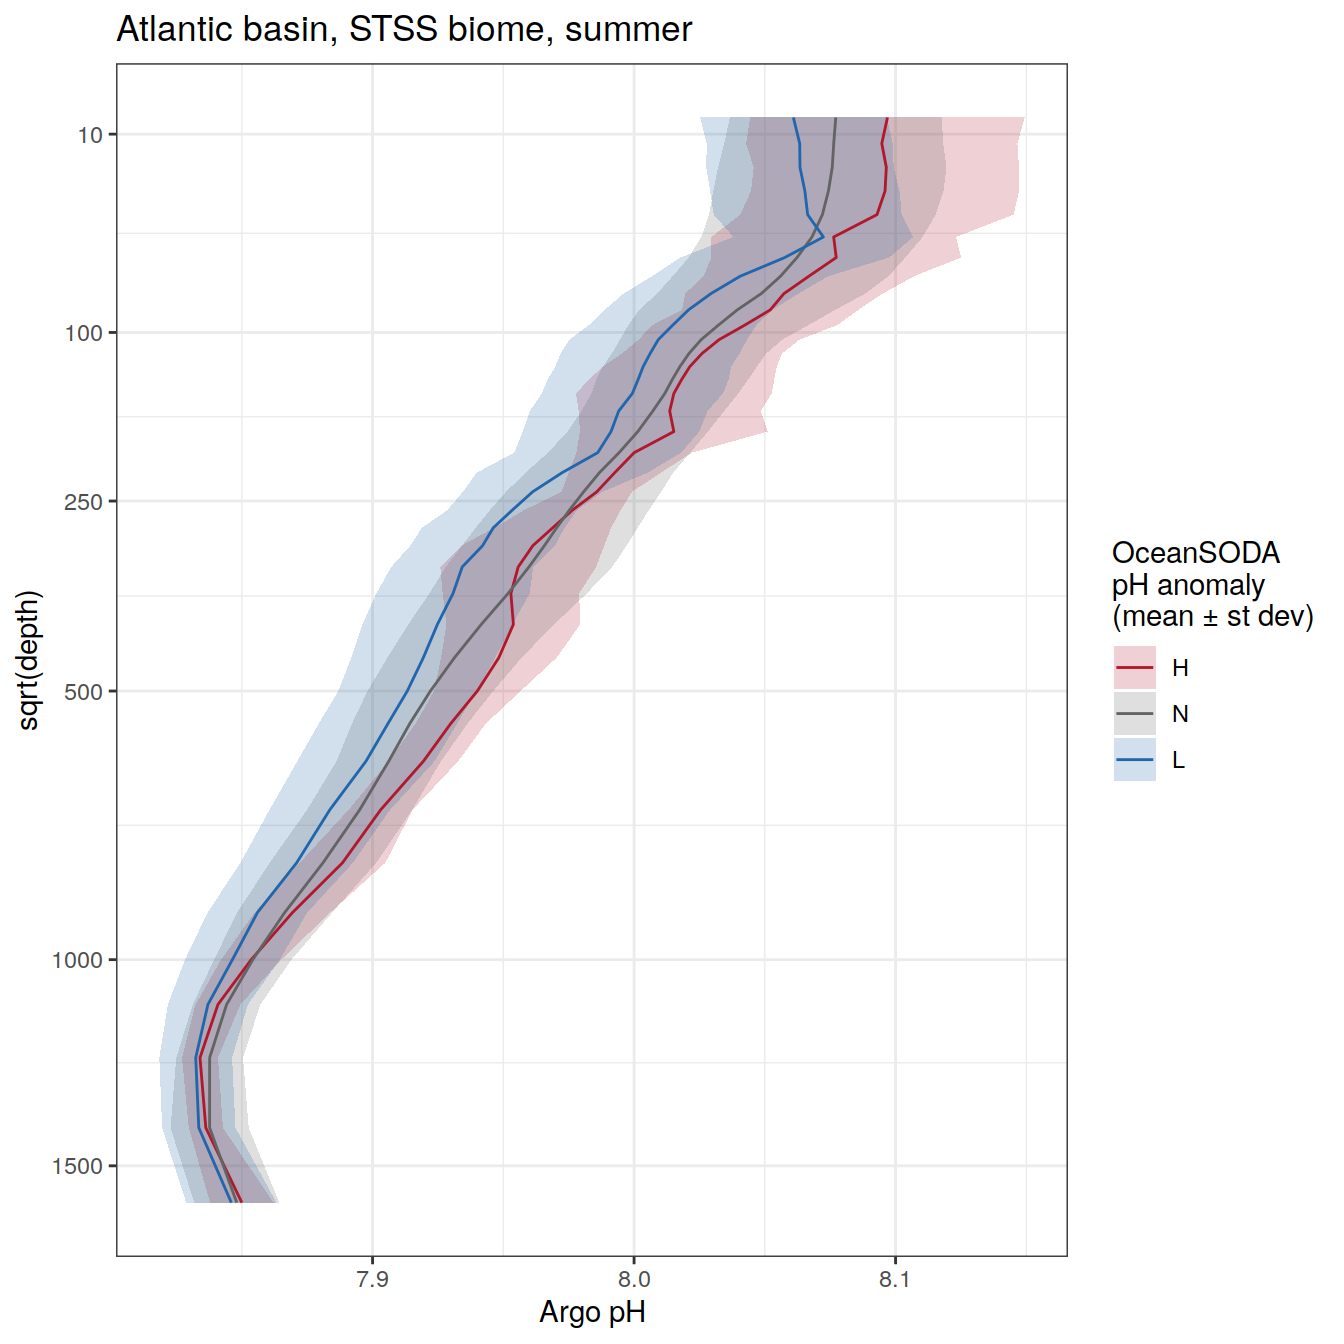 Atlantic basin, STSS biome, summer
sqrt(depth)
10
100
250
500
1000
1500
7.9
8.0
8.1
Argo pH
OceanSODA
pH anomaly
(mean ± st dev)
H
N
L